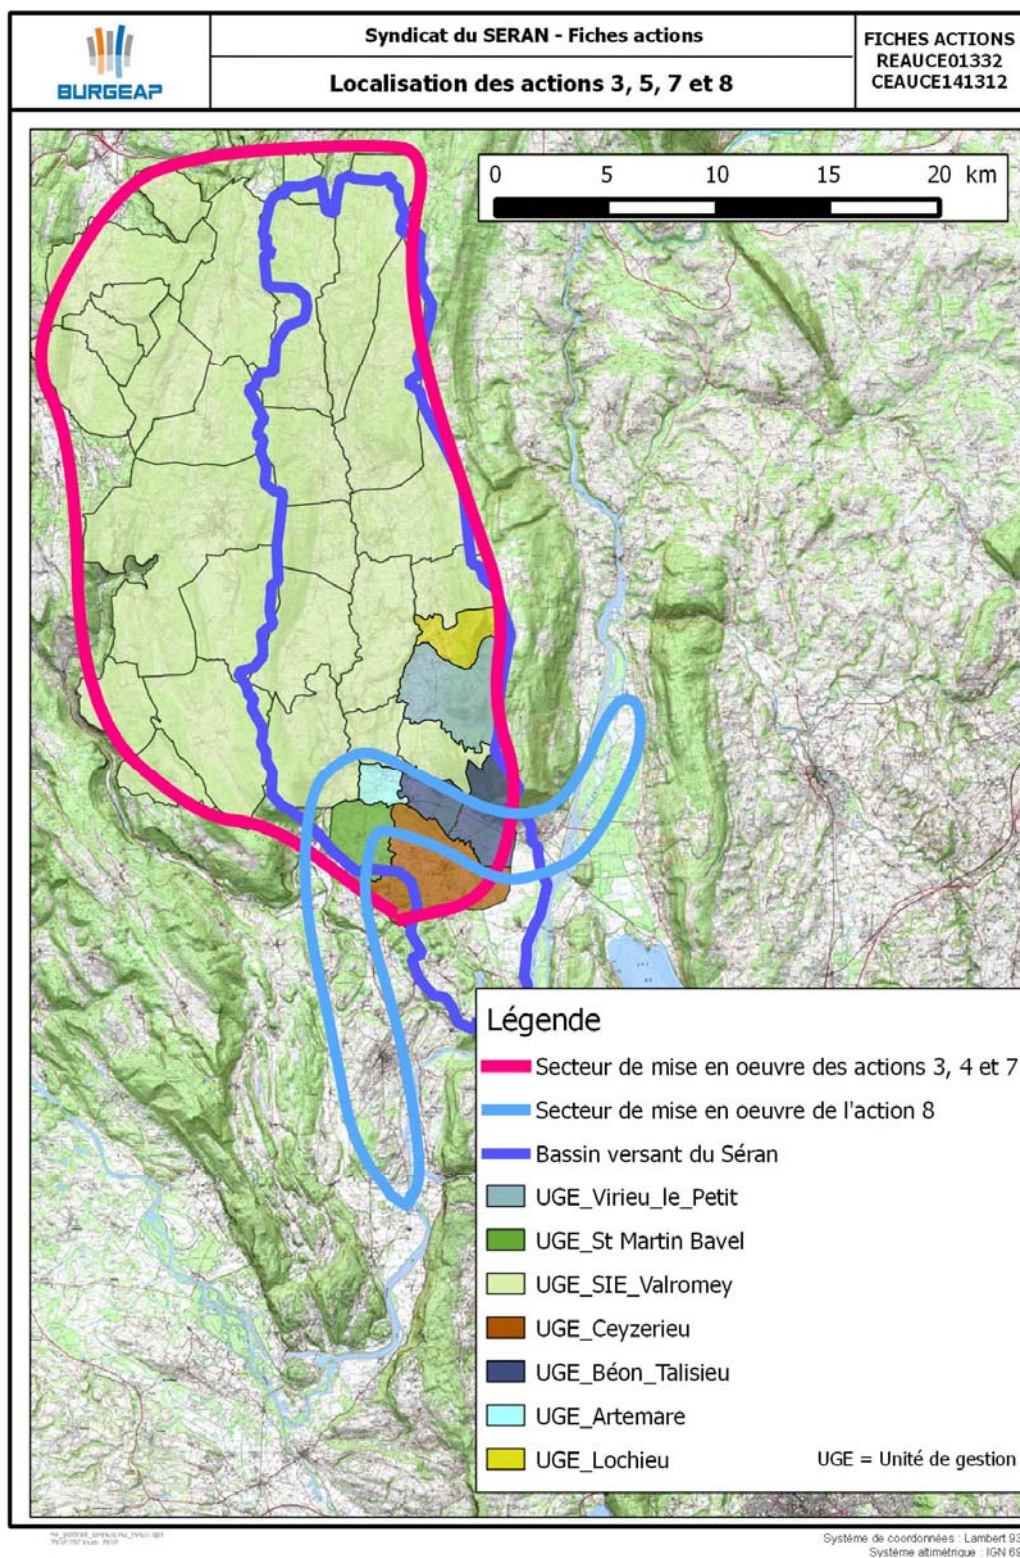 BURGEAP
Syndicat du SERAN - Fiches actions
Localisation des actions 3, 5, 7 et 8
FICHES ACTIONS
REAUCE01332
CEAUCE141312
0 5 10 15 20 km
Légende
Secteur de mise en oeuvre des actions 3, 4 et 7
Secteur de mise en oeuvre de l'action 8
Bassin versant du Séran
UGE_Virieu_le_Petit
UGE_St Martin Bavel
UGE_SIE_Valromey
UGE_Ceyzerieu
UGE_Béon_Talisieu
UGE_Artemare
UGE_Lochieu
UGE = Unité de gestion
Système de coordonnées : Lambert 93
Système altimétrique : IGN 69